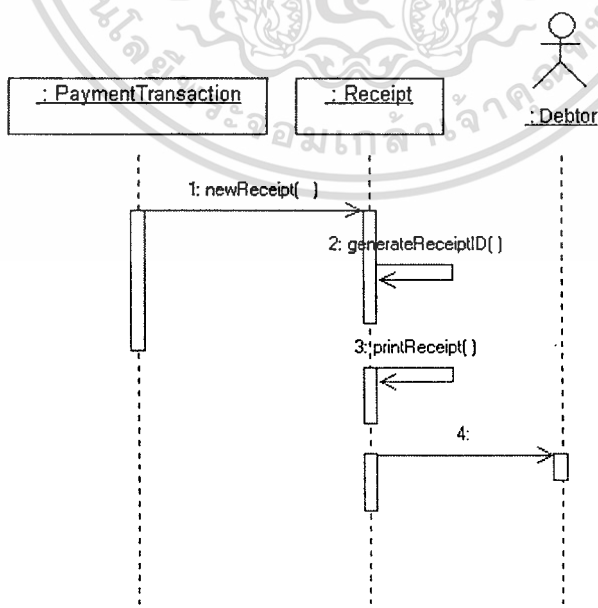 : PaymentTransaction
: Receipt
: Debtor
1: newReceipt( )
2: generateReceiptID( )
3: printReceipt( )
4: